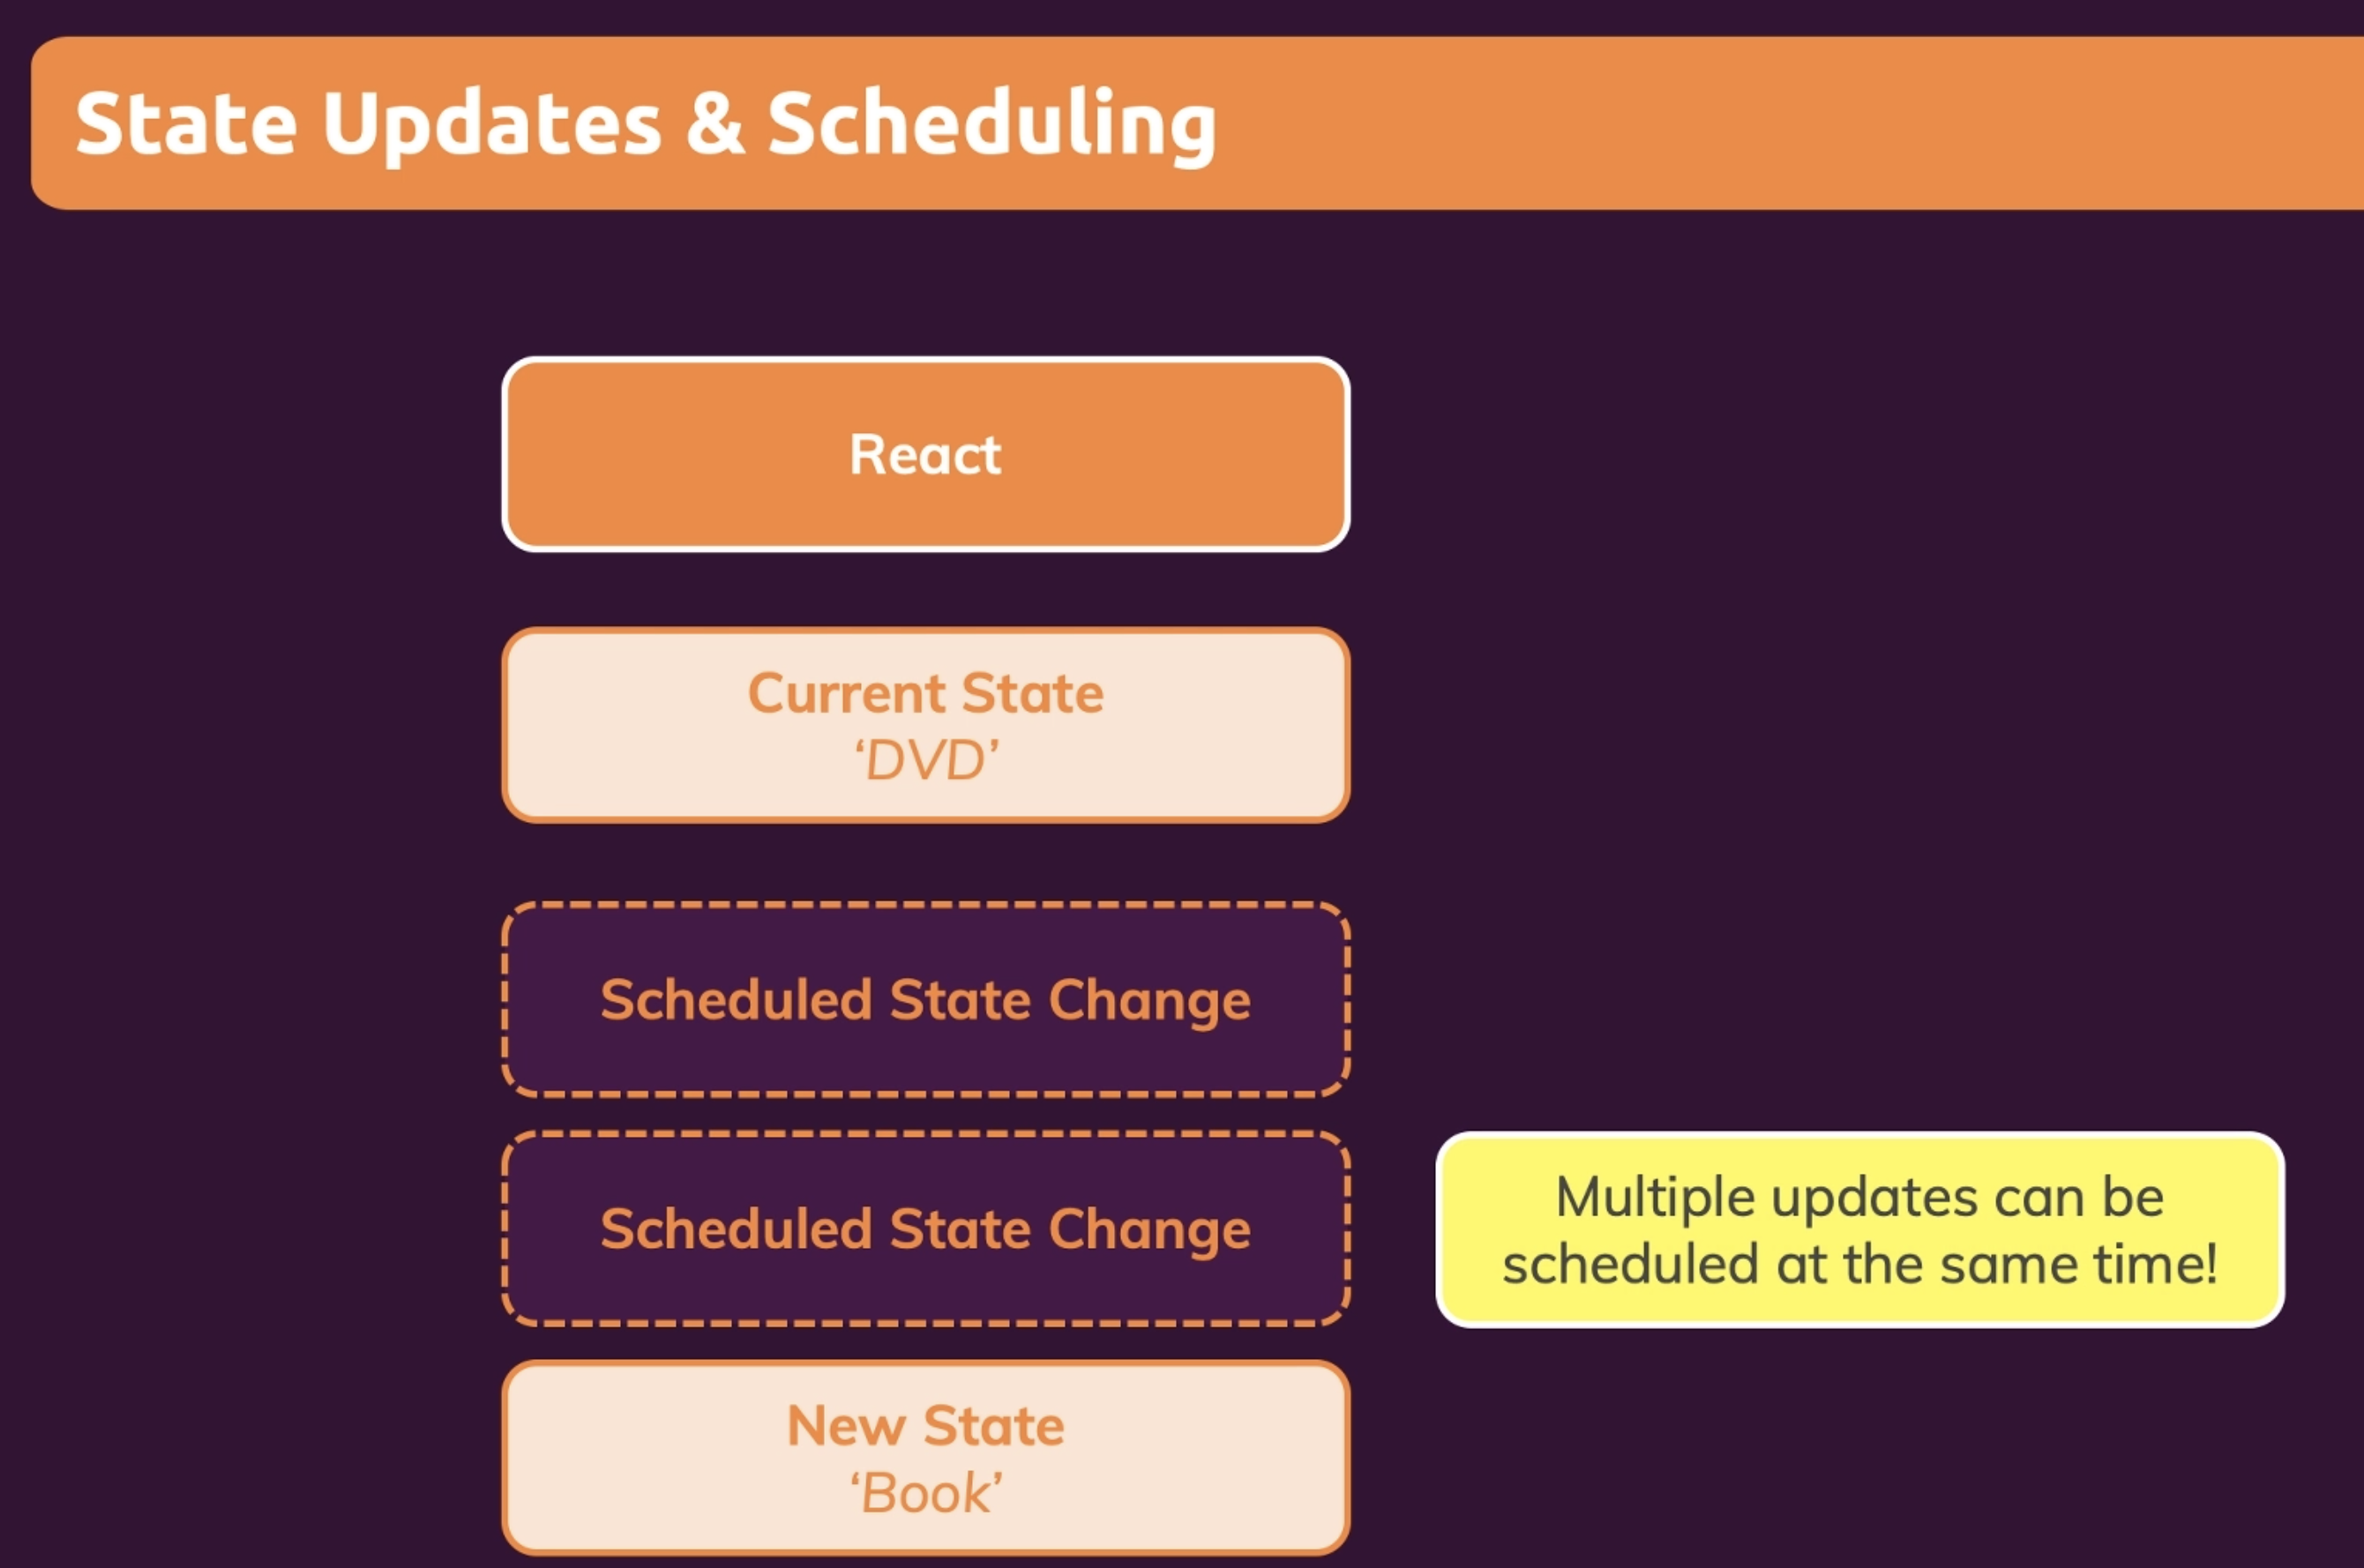 State Updates & Scheduling
React
Current State
‘DVD’
Scheduled State Change
Scheduled State Change
Multiple updates can be
scheduled at the same time!
New State
‘Book’